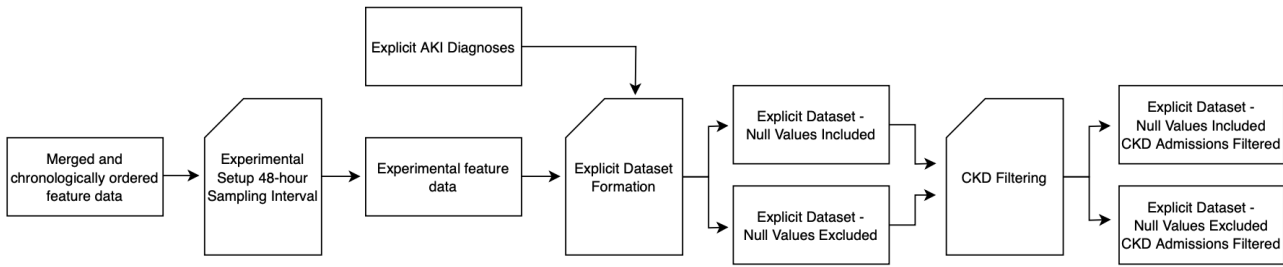 Explicit AKI Diagnoses
Merged and
chronologically ordered
feature data
Experimental
Setup 48-hour
Sampling Interval
Experimental feature
data
Explicit Dataset
Formation
Explicit Dataset -
Null Values Included
Explicit Dataset -
Null Values Excluded
CKD Filtering
Explicit Dataset -
Null Values Included
CKD Admissions Filtered
Explicit Dataset -
Null Values Excluded
CKD Admissions Filtered